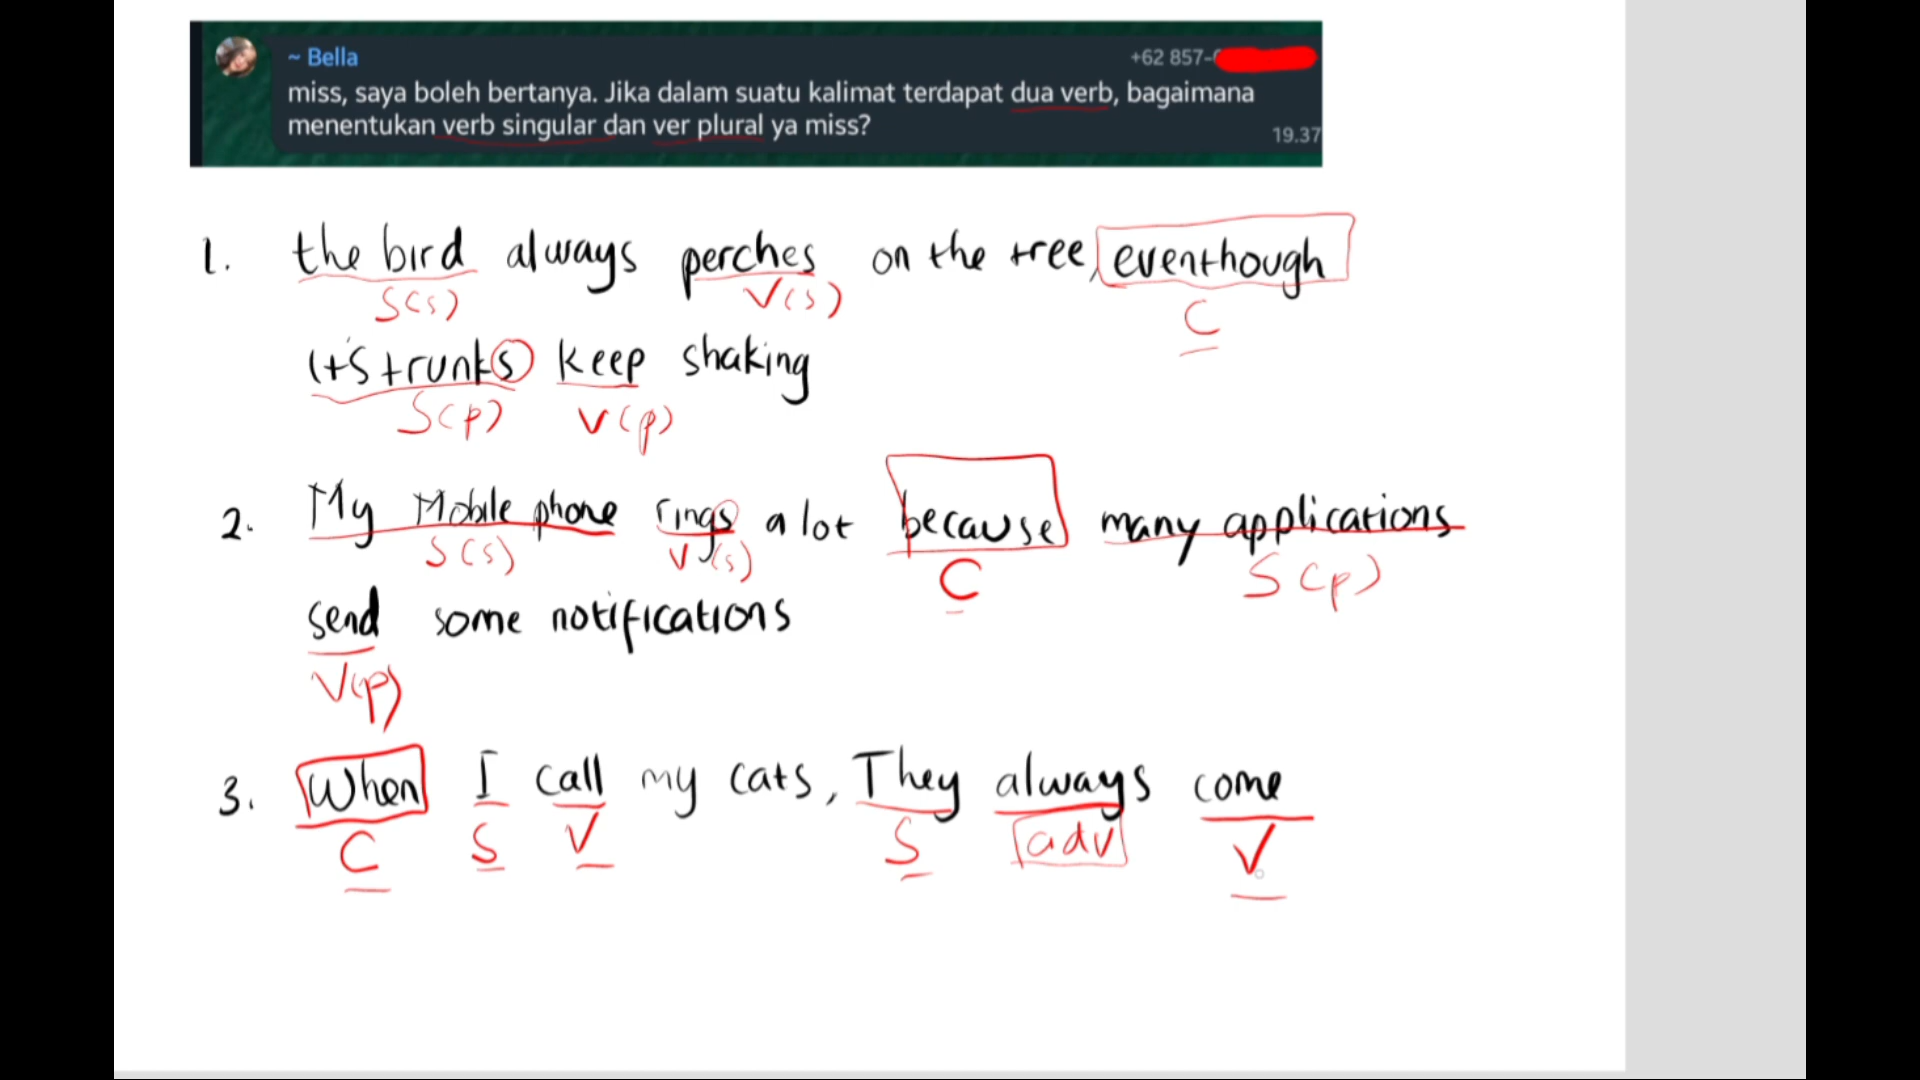 ~ Bella +62 857-
miss, saya boleh bertanya. Jika dalam suatu kalimat terdapat dua verb, bagaimana
menentukan verb singular dan ver plural ya miss?
19.37
1. the bird always perches on the tree, eventhough
S(s) V(s) C
it's trunks keep shaking
S(p) V(p)
2. My Mobile phone rings a lot because many applications
S(s) V(s) C S(p)
send some notifications
V(p)
3. When I call my cats, They always come
C S V S adv V